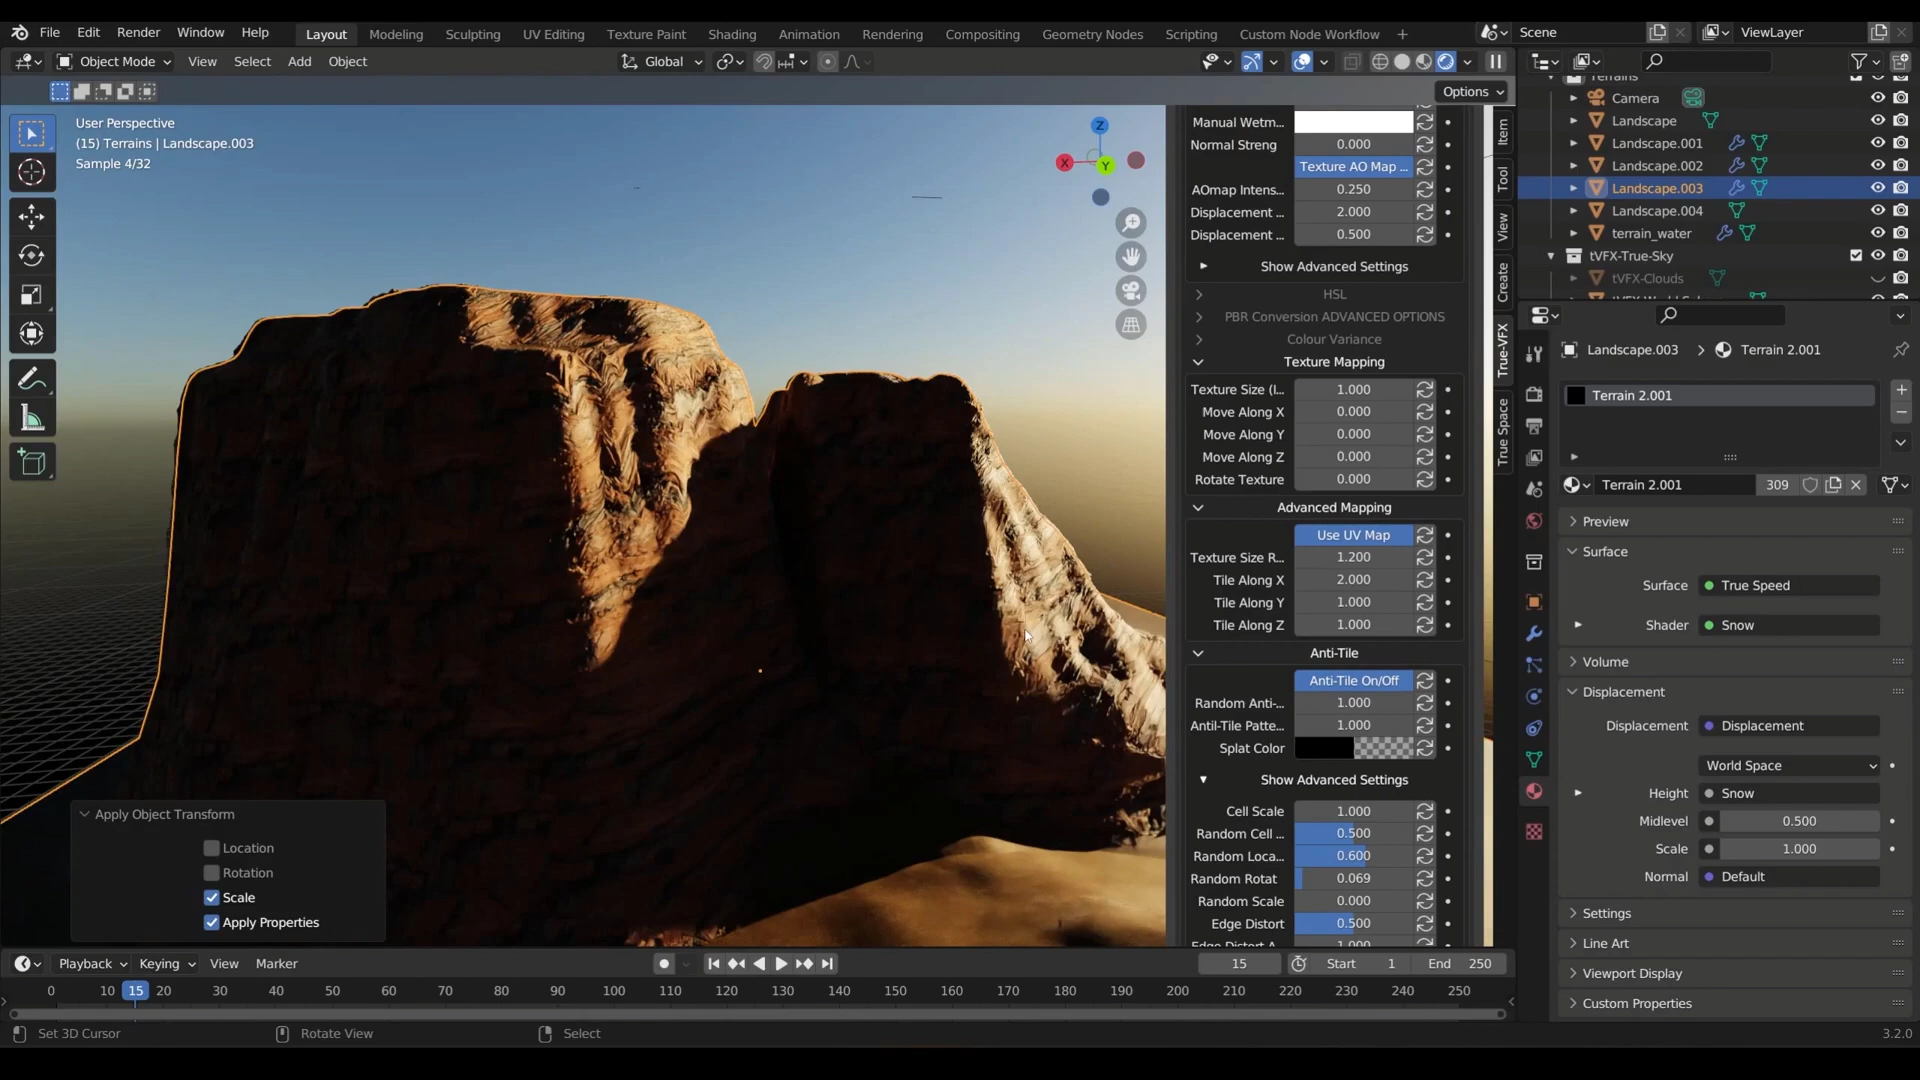 File Edit Render Window Help Layout Modeling Sculpting UV Editing Texture Paint Shading Animation Rendering Compositing Geometry Nodes Scripting Custom Node Workflow + Scene ViewLayer
Object Mode View Select Add Object Global
Options
User Perspective
(15) Terrains | Landscape.003
Sample 4/32
Z
X
Y
Manual Wetm...
Normal Streng 0.000
Texture AO Map ...
AOmap Intens... 0.250
Displacement ... 2.000
Displacement ... 0.500
Show Advanced Settings
HSL
PBR Conversion ADVANCED OPTIONS
Colour Variance
Texture Mapping
Texture Size (I... 1.000
Move Along X 0.000
Move Along Y 0.000
Move Along Z 0.000
Rotate Texture 0.000
Advanced Mapping
Use UV Map
Texture Size R... 1.200
Tile Along X 2.000
Tile Along Y 1.000
Tile Along Z 1.000
Anti-Tile
Anti-Tile On/Off
Random Anti-... 1.000
Antil-Tile Patte... 1.000
Splat Color
Show Advanced Settings
Cell Scale 1.000
Random Cell ... 0.500
Random Loca... 0.600
Random Rotat 0.069
Random Scale 0.000
Edge Distort 0.500
Edge Distort A... 1.000
Item
Tool
View
Create
True-VFX
True Space
Terrains
Camera
Landscape
Landscape.001
Landscape.002
Landscape.003
Landscape.004
terrain_water
tVFX-True-Sky
tVFX-Clouds
Landscape.003 > Terrain 2.001
Terrain 2.001
Terrain 2.001 309
Preview
Surface
Surface True Speed
Shader Snow
Volume
Displacement
Displacement Displacement
World Space
Height Snow
Midlevel 0.500
Scale 1.000
Normal Default
Settings
Line Art
Viewport Display
Custom Properties
Apply Object Transform
Location
Rotation
Scale
Apply Properties
Playback Keying View Marker 15 Start 1 End 250
0 10 15 20 30 40 50 60 70 80 90 100 110 120 130 140 150 160 170 180 190 200 210 220 230 240 250
Set 3D Cursor Rotate View Select 3.2.0